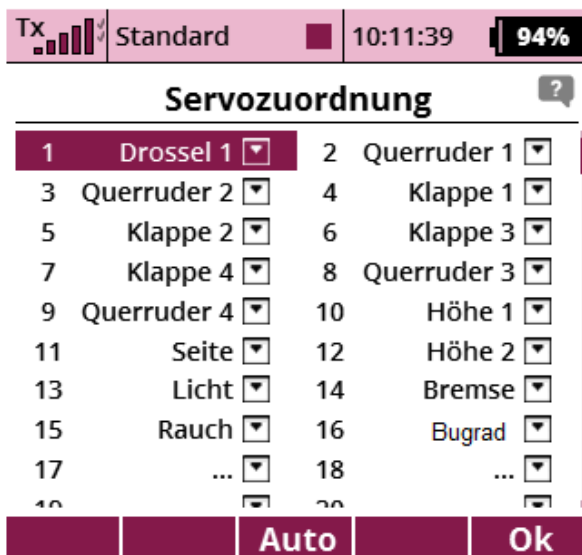 Tx Standard 10:11:39 94%
Servozuordnung ?
1 Drossel 1 2 Querruder 1
3 Querruder 2 4 Klappe 1
5 Klappe 2 6 Klappe 3
7 Klappe 4 8 Querruder 3
9 Querruder 4 10 Höhe 1
11 Seite 12 Höhe 2
13 Licht 14 Bremse
15 Rauch 16 Bugrad
17 ... 18 ...
Auto Ok